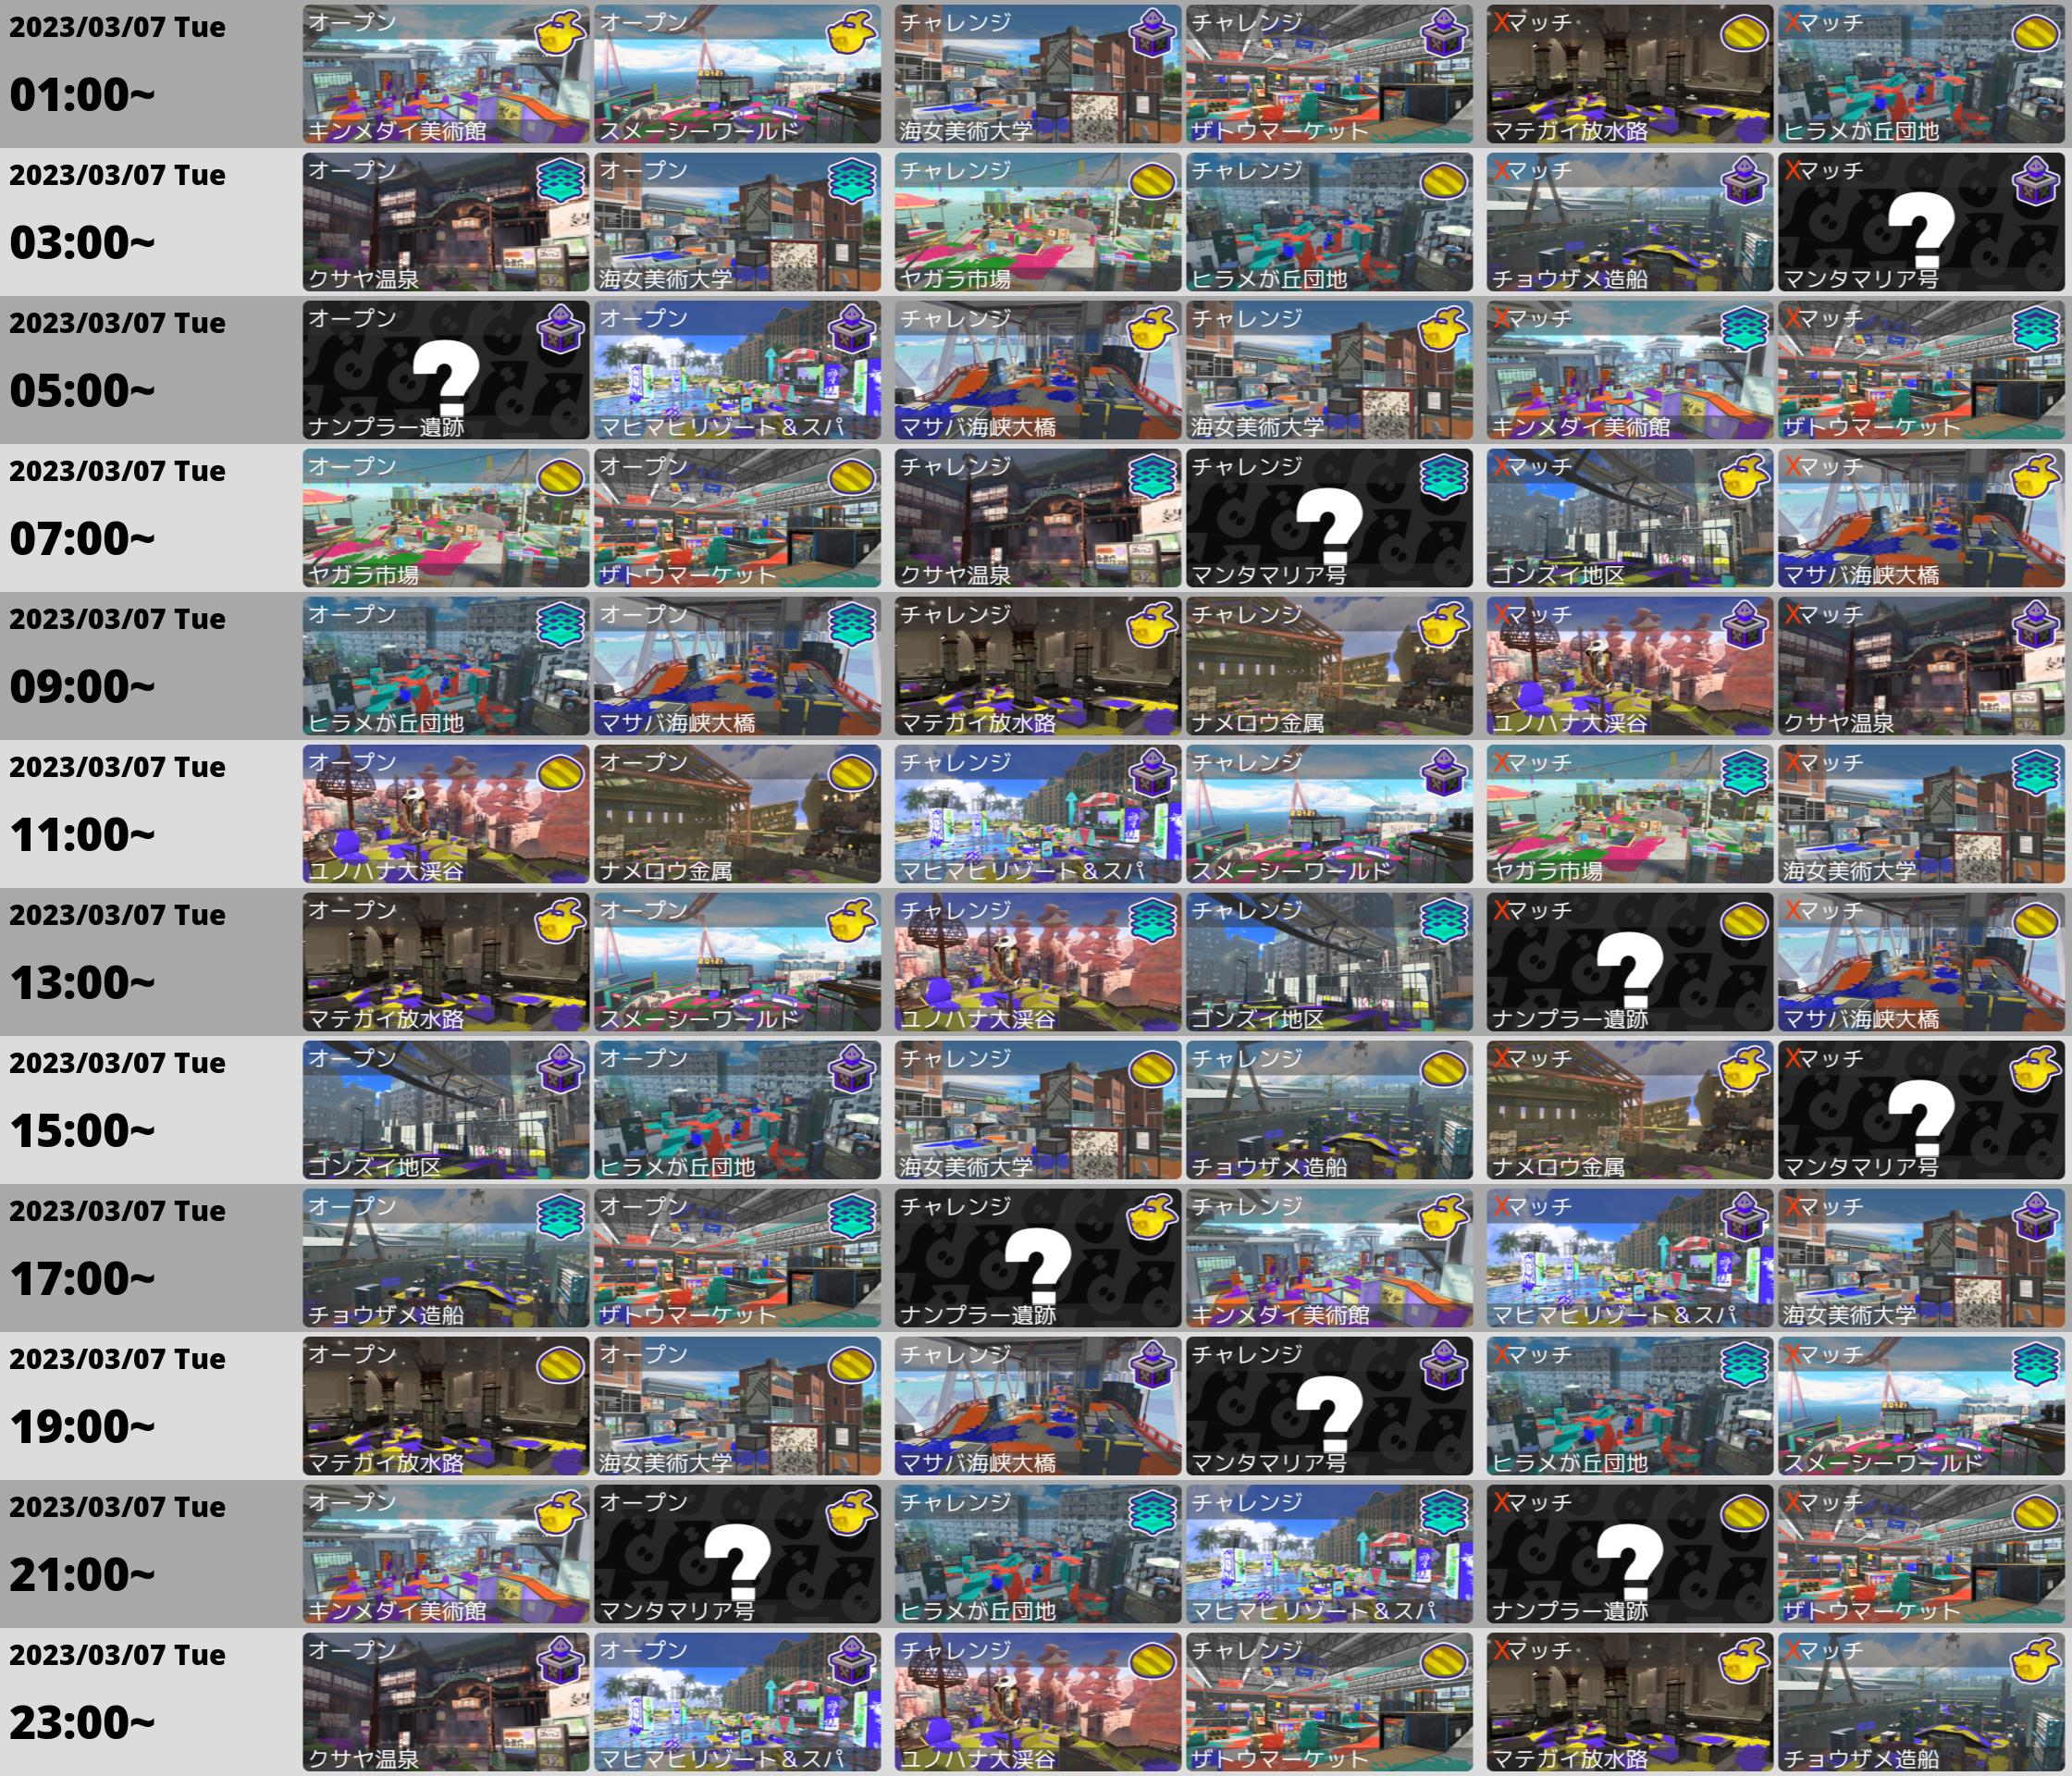 2023/03/07 Tue
01:00~
オープン
キンメダイ美術館
オープン
スメーシーワールド
チャレンジ
海女美術大学
チャレンジ
ザトウマーケット
Xマッチ
マテガイ放水路
Xマッチ
ヒラメが丘団地
2023/03/07 Tue
03:00~
オープン
クサヤ温泉
オープン
海女美術大学
チャレンジ
ヤガラ市場
チャレンジ
ヒラメが丘団地
Xマッチ
チョウザメ造船
Xマッチ
?
マンタマリア号
2023/03/07 Tue
05:00~
オープン
?
ナンプラー遺跡
オープン
マヒマヒリゾート&スパ
チャレンジ
マサバ海峡大橋
チャレンジ
海女美術大学
Xマッチ
キンメダイ美術館
Xマッチ
ザトウマーケット
2023/03/07 Tue
07:00~
オープン
ヤガラ市場
オープン
ザトウマーケット
チャレンジ
クサヤ温泉
チャレンジ
?
マンタマリア号
Xマッチ
ゴンズイ地区
Xマッチ
マサバ海峡大橋
2023/03/07 Tue
09:00~
オープン
ヒラメが丘団地
オープン
マサバ海峡大橋
チャレンジ
マテガイ放水路
チャレンジ
ナメロウ金属
Xマッチ
ユノハナ大渓谷
Xマッチ
クサヤ温泉
2023/03/07 Tue
11:00~
オープン
ユノハナ大渓谷
オープン
ナメロウ金属
チャレンジ
マヒマヒリゾート&スパ
チャレンジ
スメーシーワールド
Xマッチ
ヤガラ市場
Xマッチ
海女美術大学
2023/03/07 Tue
13:00~
オープン
マテガイ放水路
オープン
スメーシーワールド
チャレンジ
ユノハナ大渓谷
チャレンジ
ゴンズイ地区
Xマッチ
?
ナンプラー遺跡
Xマッチ
マサバ海峡大橋
2023/03/07 Tue
15:00~
オープン
ゴンズイ地区
オープン
ヒラメが丘団地
チャレンジ
海女美術大学
チャレンジ
チョウザメ造船
Xマッチ
ナメロウ金属
Xマッチ
?
マンタマリア号
2023/03/07 Tue
17:00~
オープン
チョウザメ造船
オープン
ザトウマーケット
チャレンジ
?
ナンプラー遺跡
チャレンジ
キンメダイ美術館
Xマッチ
マヒマヒリゾート&スパ
Xマッチ
海女美術大学
2023/03/07 Tue
19:00~
オープン
マテガイ放水路
オープン
海女美術大学
チャレンジ
マサバ海峡大橋
チャレンジ
?
マンタマリア号
Xマッチ
ヒラメが丘団地
Xマッチ
スメーシーワールド
2023/03/07 Tue
21:00~
オープン
キンメダイ美術館
オープン
?
マンタマリア号
チャレンジ
ヒラメが丘団地
チャレンジ
マヒマヒリゾート&スパ
Xマッチ
?
ナンプラー遺跡
Xマッチ
ザトウマーケット
2023/03/07 Tue
23:00~
オープン
クサヤ温泉
オープン
マヒマヒリゾート&スパ
チャレンジ
ユノハナ大渓谷
チャレンジ
ザトウマーケット
Xマッチ
マテガイ放水路
Xマッチ
チョウザメ造船